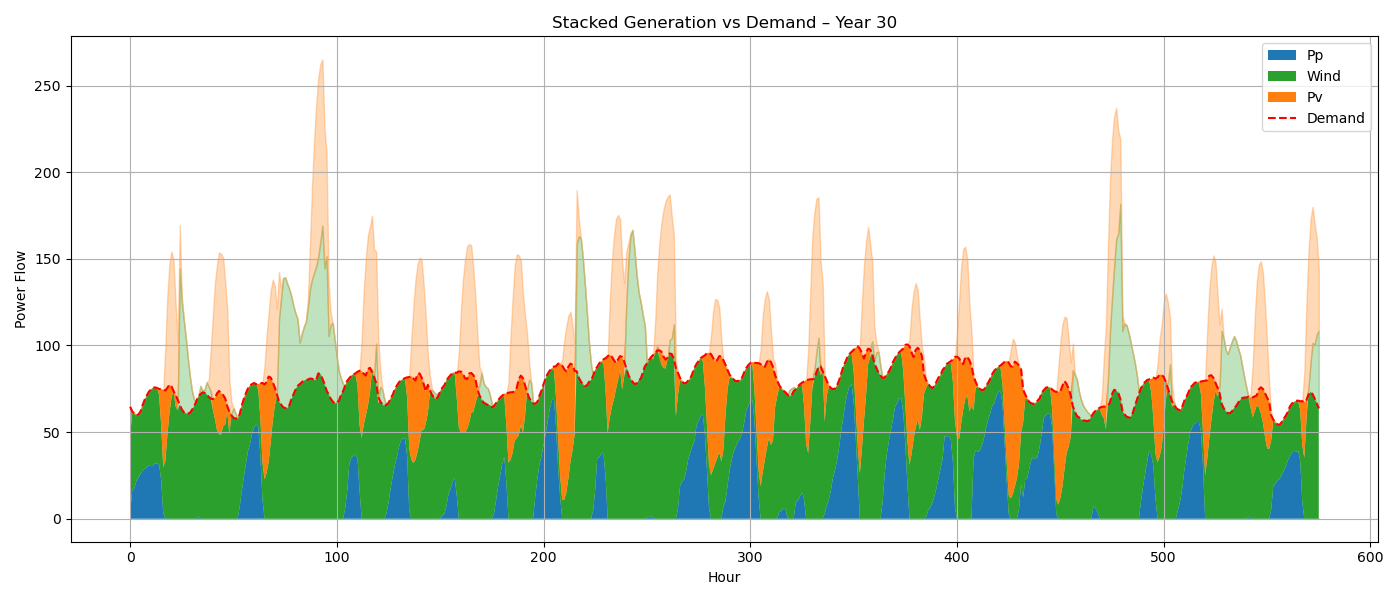 Stacked Generation vs Demand – Year 30
Pp
Wind
Pv
Demand
Power Flow
250
200
150
100
50
0
0 100 200 300 400 500 600
Hour